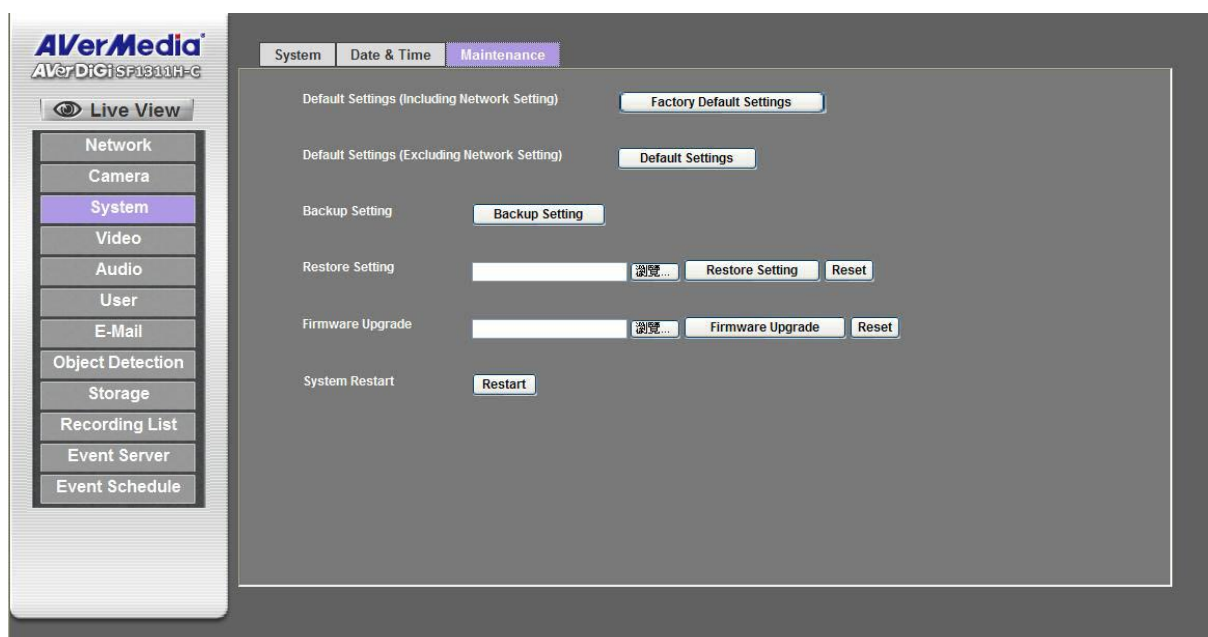 AVerMedia
AVerDiGi SF1311H-C
Live View
Network
Camera
System
Video
Audio
User
E-Mail
Object Detection
Storage
Recording List
Event Server
Event Schedule
System Date & Time Maintenance
Default Settings (Including Network Setting) Factory Default Settings
Default Settings (Excluding Network Setting) Default Settings
Backup Setting Backup Setting
Restore Setting 瀏覽... Restore Setting Reset
Firmware Upgrade 瀏覽... Firmware Upgrade Reset
System Restart Restart